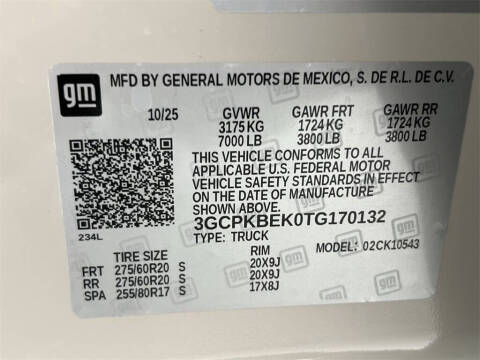 gm
MFD BY GENERAL MOTORS DE MEXICO, S. DE R.L. DE C.V.
10/25 GVWR GAWR FRT GAWR RR
3175 KG 1724 KG 1724 KG
7000 LB 3800 LB 3800 LB
THIS VEHICLE CONFORMS TO ALL
APPLICABLE U.S. FEDERAL MOTOR
VEHICLE SAFETY STANDARDS IN EFFECT
ON THE DATE OF MANUFACTURE
SHOWN ABOVE.
3GCPKBEK0TG170132
234L
TYPE: TRUCK MODEL: 02CK10543
TIRE SIZE RIM
FRT 275/60R20 S 20X9J
RR 275/60R20 S 20X9J
SPA 255/80R17 S 17X8J